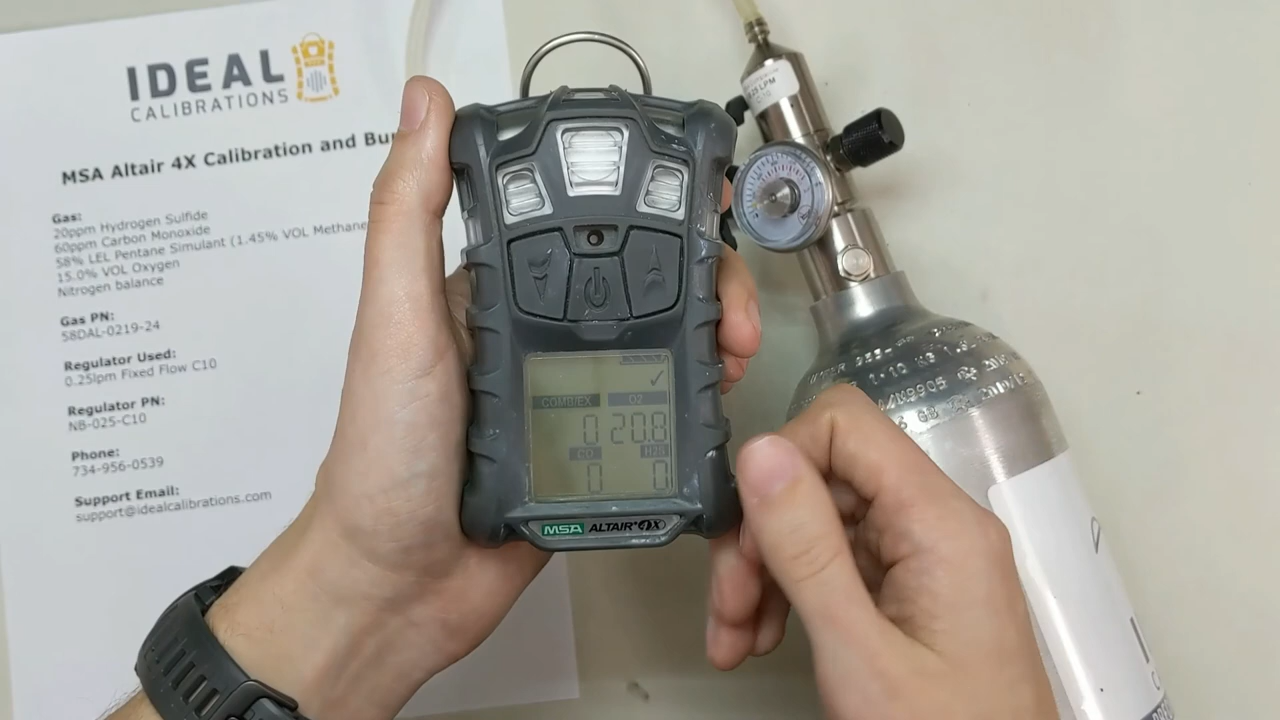 IDEAL
CALIBRATIONS
MSA Altair 4X Calibration and Bu
Gas:
20ppm Hydrogen Sulfide
60ppm Carbon Monoxide
58% LEL Pentane Simulant (1.45% VOL Methane
15.0% VOL Oxygen
Nitrogen balance
Gas PN:
58DAL-0219-24
Regulator Used:
0.25lpm Fixed Flow C10
Regulator PN:
NB-025-C10
Phone:
734-956-0539
Support Email:
support@idealcalibrations.com
COMB/EX O2
0 20.8
CO H2S
0 0
MSA ALTAIR 4X
LPM